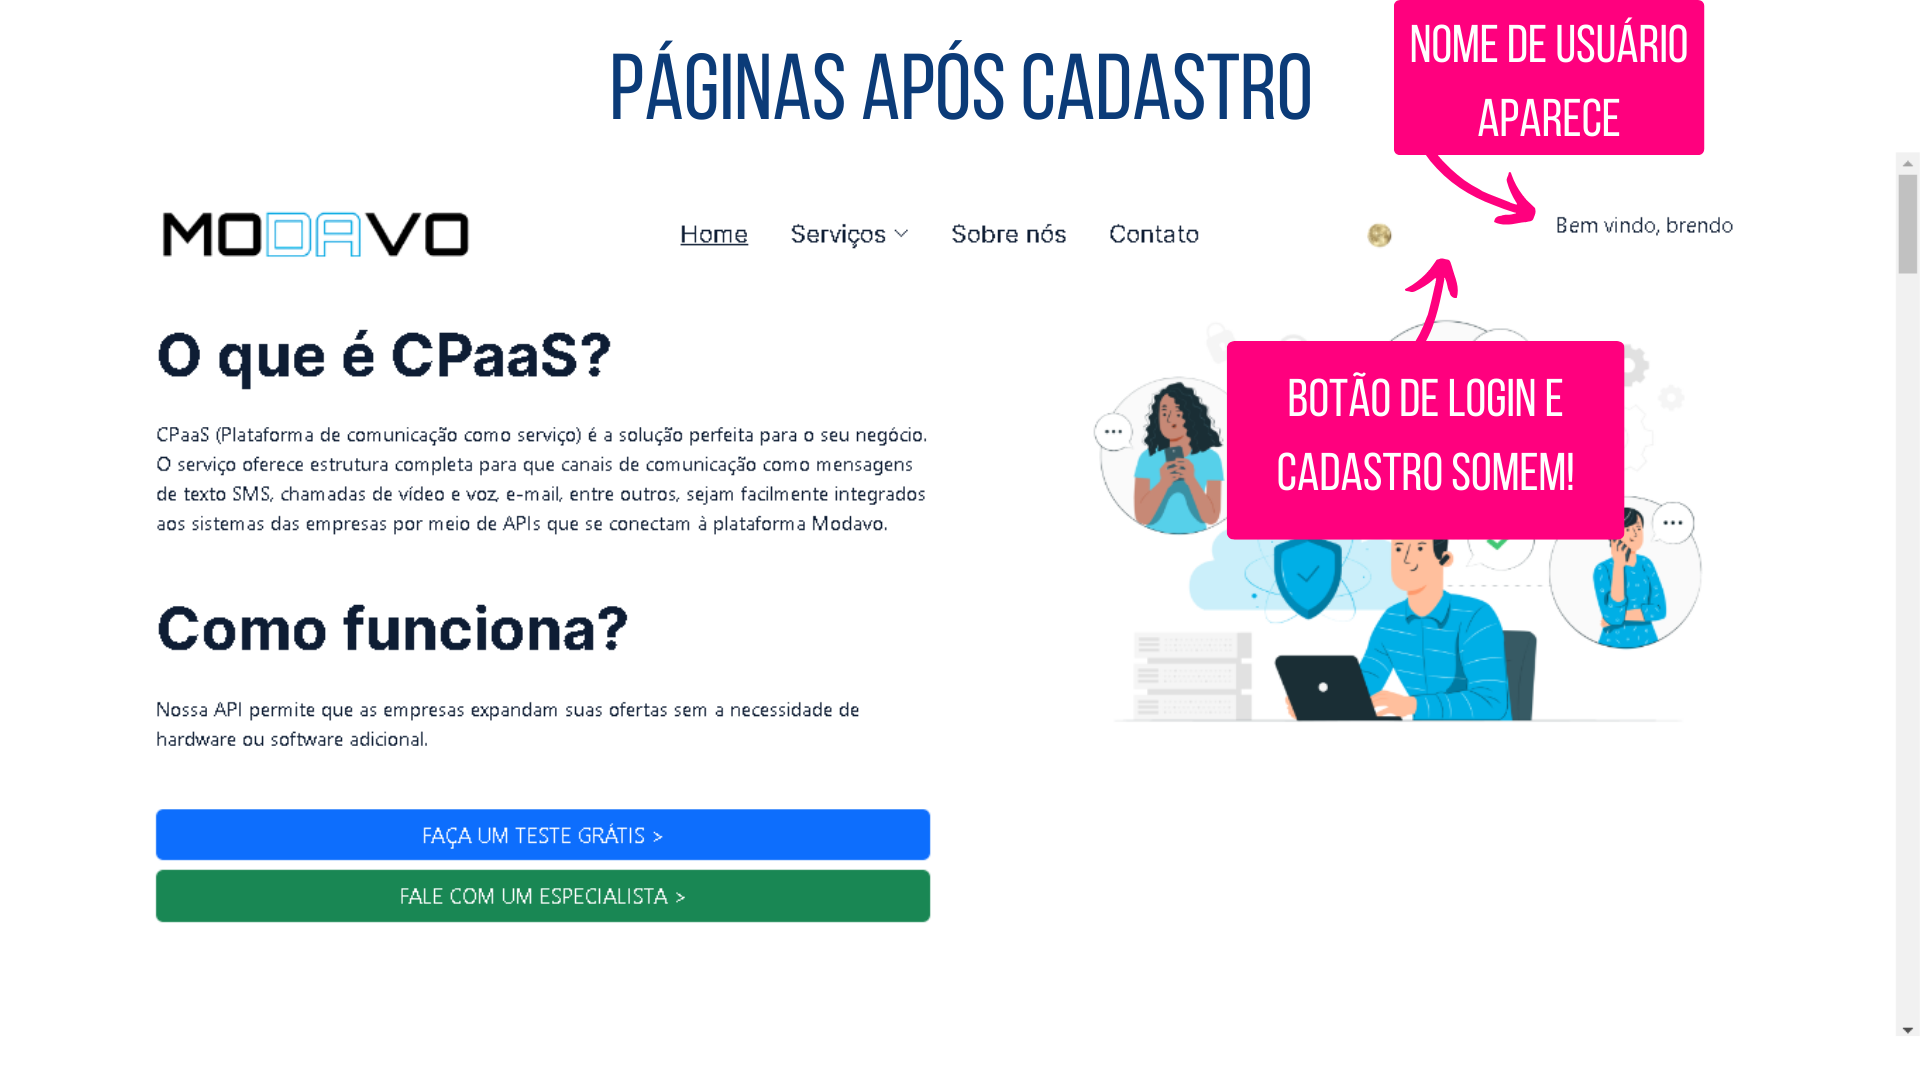 PÁGINAS APÓS CADASTRO
NOME DE USUÁRIO
APARECE
MODAVO
Home
Serviços
Sobre nós
Contato
Bem vindo, brendo
O que é CPaaS?
CPaaS (Plataforma de comunicação como serviço) é a solução perfeita para o seu negócio.
O serviço oferece estrutura completa para que canais de comunicação como mensagens
de texto SMS, chamadas de vídeo e voz, e-mail, entre outros, sejam facilmente integrados
aos sistemas das empresas por meio de APIs que se conectam à plataforma Modavo.
BOTÃO DE LOGIN E
CADASTRO SOMEM!
Como funciona?
Nossa API permite que as empresas expandam suas ofertas sem a necessidade de
hardware ou software adicional.
FAÇA UM TESTE GRÁTIS >
FALE COM UM ESPECIALISTA >